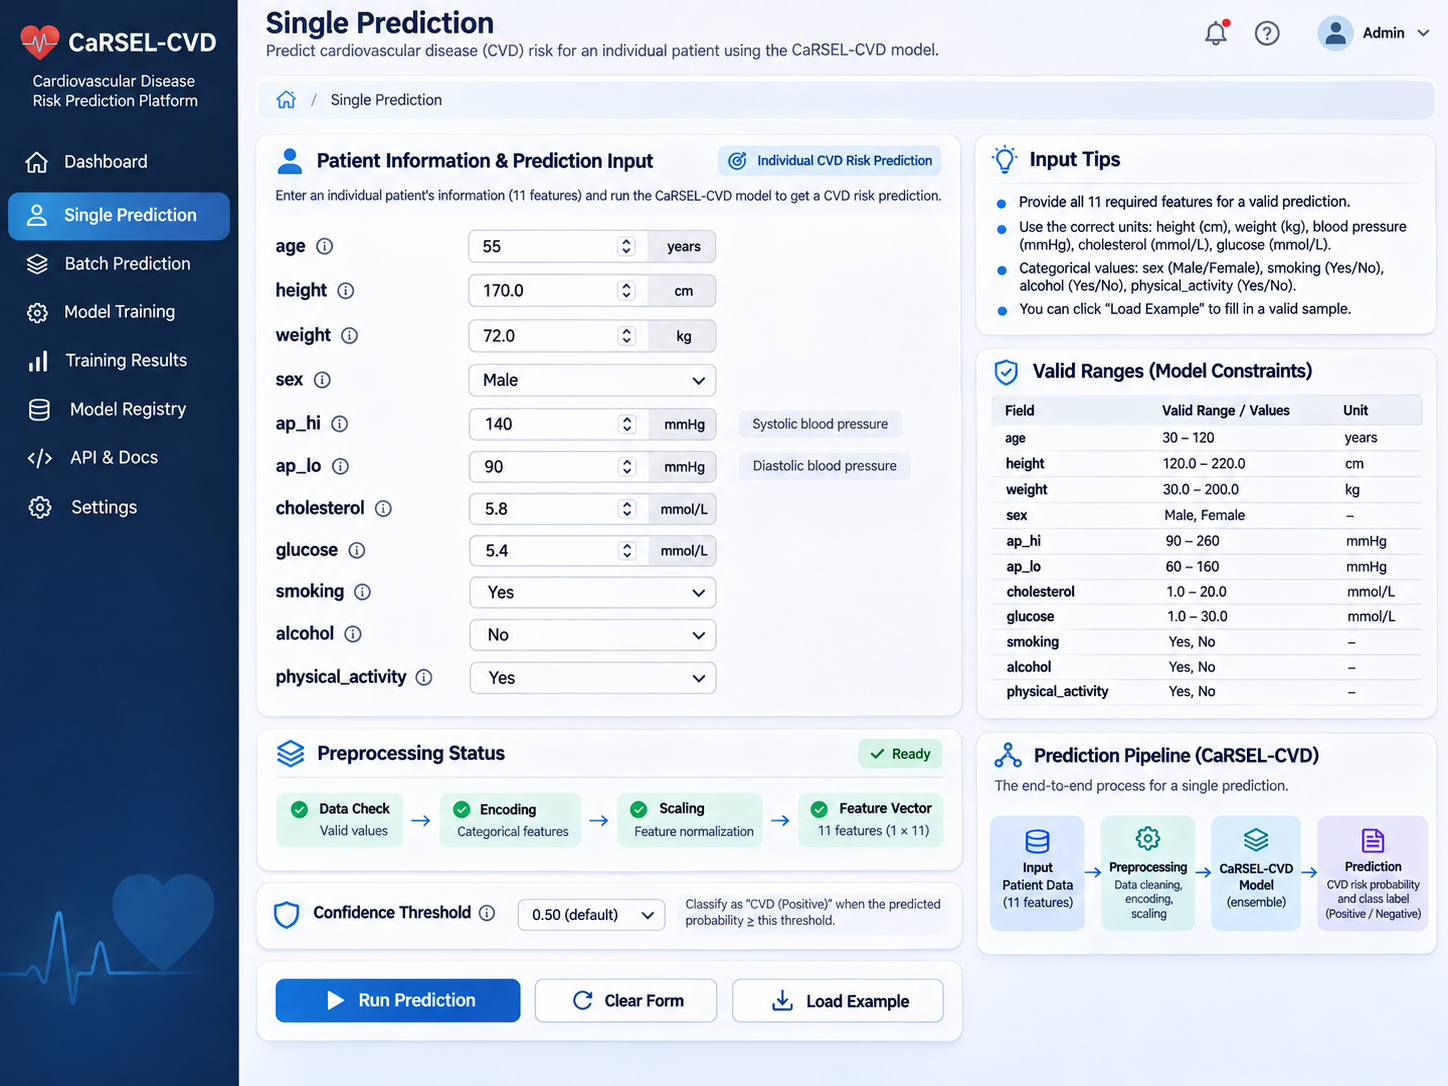 CaRSEL-CVD
Cardiovascular Disease
Risk Prediction Platform
Dashboard
Single Prediction
Batch Prediction
Model Training
Training Results
Model Registry
API & Docs
Settings
Single Prediction
Predict cardiovascular disease (CVD) risk for an individual patient using the CaRSEL-CVD model.
Admin
/ Single Prediction
Patient Information & Prediction Input
Individual CVD Risk Prediction
Enter an individual patient's information (11 features) and run the CaRSEL-CVD model to get a CVD risk prediction.
age 55 years
height 170.0 cm
weight 72.0 kg
sex Male
ap_hi 140 mmHg Systolic blood pressure
ap_lo 90 mmHg Diastolic blood pressure
cholesterol 5.8 mmol/L
glucose 5.4 mmol/L
smoking Yes
alcohol No
physical_activity Yes
Preprocessing Status
Ready
Data Check
Valid values
Encoding
Categorical features
Scaling
Feature normalization
Feature Vector
11 features (1 × 11)
Confidence Threshold
0.50 (default)
Classify as "CVD (Positive)" when the predicted
probability ≥ this threshold.
Run Prediction
Clear Form
Load Example
Input Tips
Provide all 11 required features for a valid prediction.
Use the correct units: height (cm), weight (kg), blood pressure
(mmHg), cholesterol (mmol/L), glucose (mmol/L).
Categorical values: sex (Male/Female), smoking (Yes/No),
alcohol (Yes/No), physical_activity (Yes/No).
You can click “Load Example” to fill in a valid sample.
Valid Ranges (Model Constraints)
Field Valid Range / Values Unit
age 30 – 120 years
height 120.0 – 220.0 cm
weight 30.0 – 200.0 kg
sex Male, Female –
ap_hi 90 – 260 mmHg
ap_lo 60 – 160 mmHg
cholesterol 1.0 – 20.0 mmol/L
glucose 1.0 – 30.0 mmol/L
smoking Yes, No –
alcohol Yes, No –
physical_activity Yes, No –
Prediction Pipeline (CaRSEL-CVD)
The end-to-end process for a single prediction.
Input
Patient Data
(11 features)
Preprocessing
Data cleaning,
encoding,
scaling
CaRSEL-CVD
Model
(ensemble)
Prediction
CVD risk probability
and class label
(Positive / Negative)